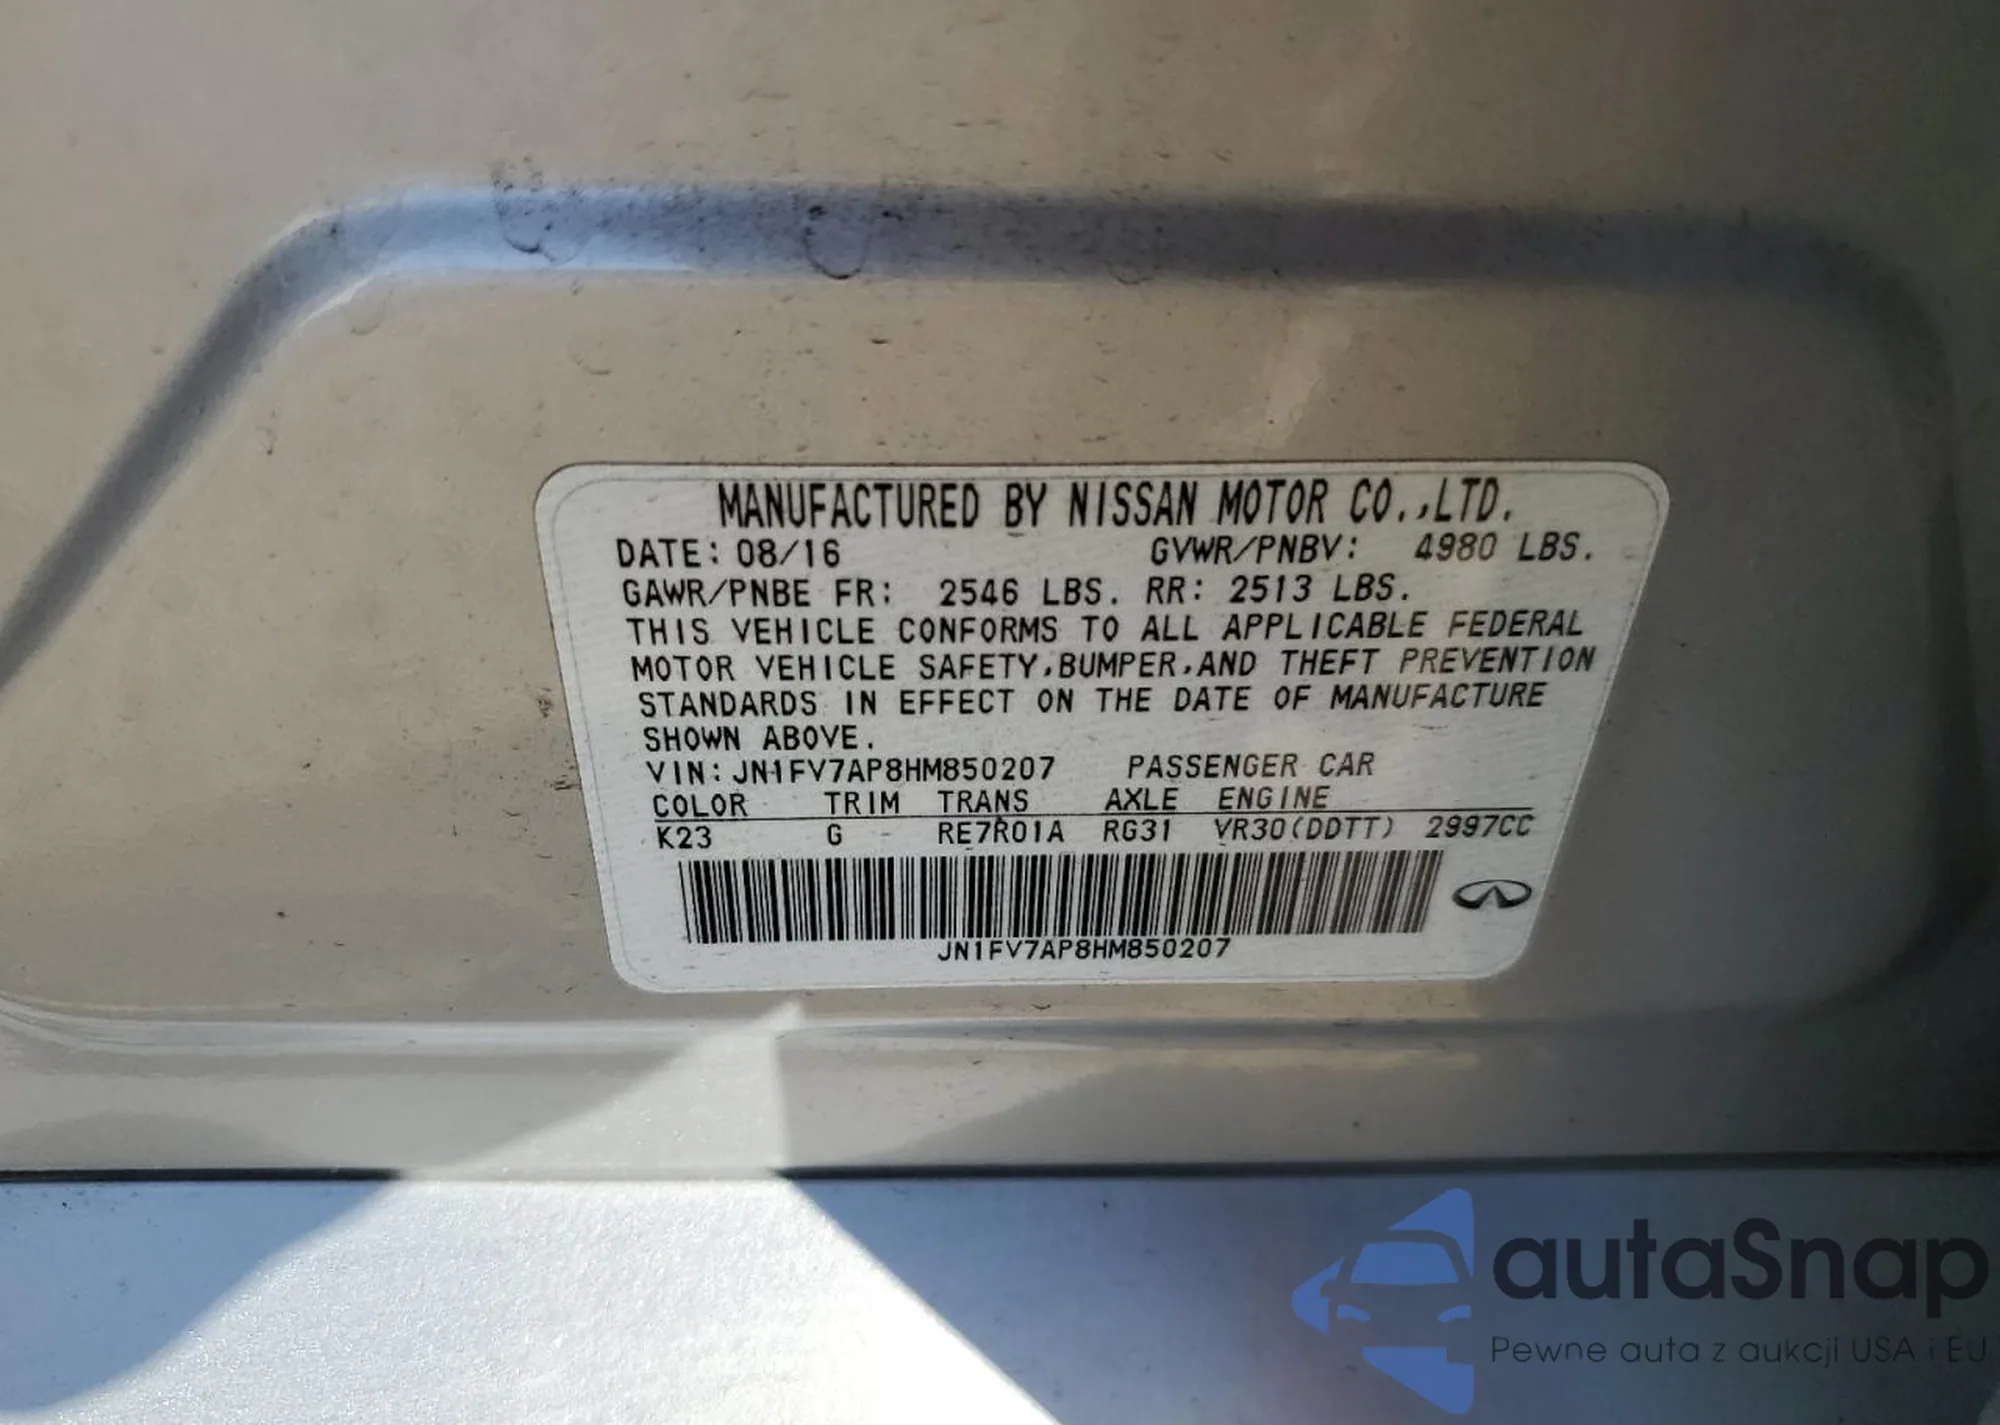 MANUFACTURED BY NISSAN MOTOR CO.,LTD.
DATE: 08/16 GVWR/PNBV: 4980 LBS.
GAWR/PNBE FR: 2546 LBS. RR: 2513 LBS.
THIS VEHICLE CONFORMS TO ALL APPLICABLE FEDERAL
MOTOR VEHICLE SAFETY,BUMPER,AND THEFT PREVENTION
STANDARDS IN EFFECT ON THE DATE OF MANUFACTURE
SHOWN ABOVE.
VIN: JN1FV7AP8HM850207 PASSENGER CAR
COLOR TRIM TRANS AXLE ENGINE
K23 G RE7R01A RG31 VR30(DDTT) 2997CC
JN1FV7AP8HM850207
autaSnap
Pewne auta z aukcji USA i EU